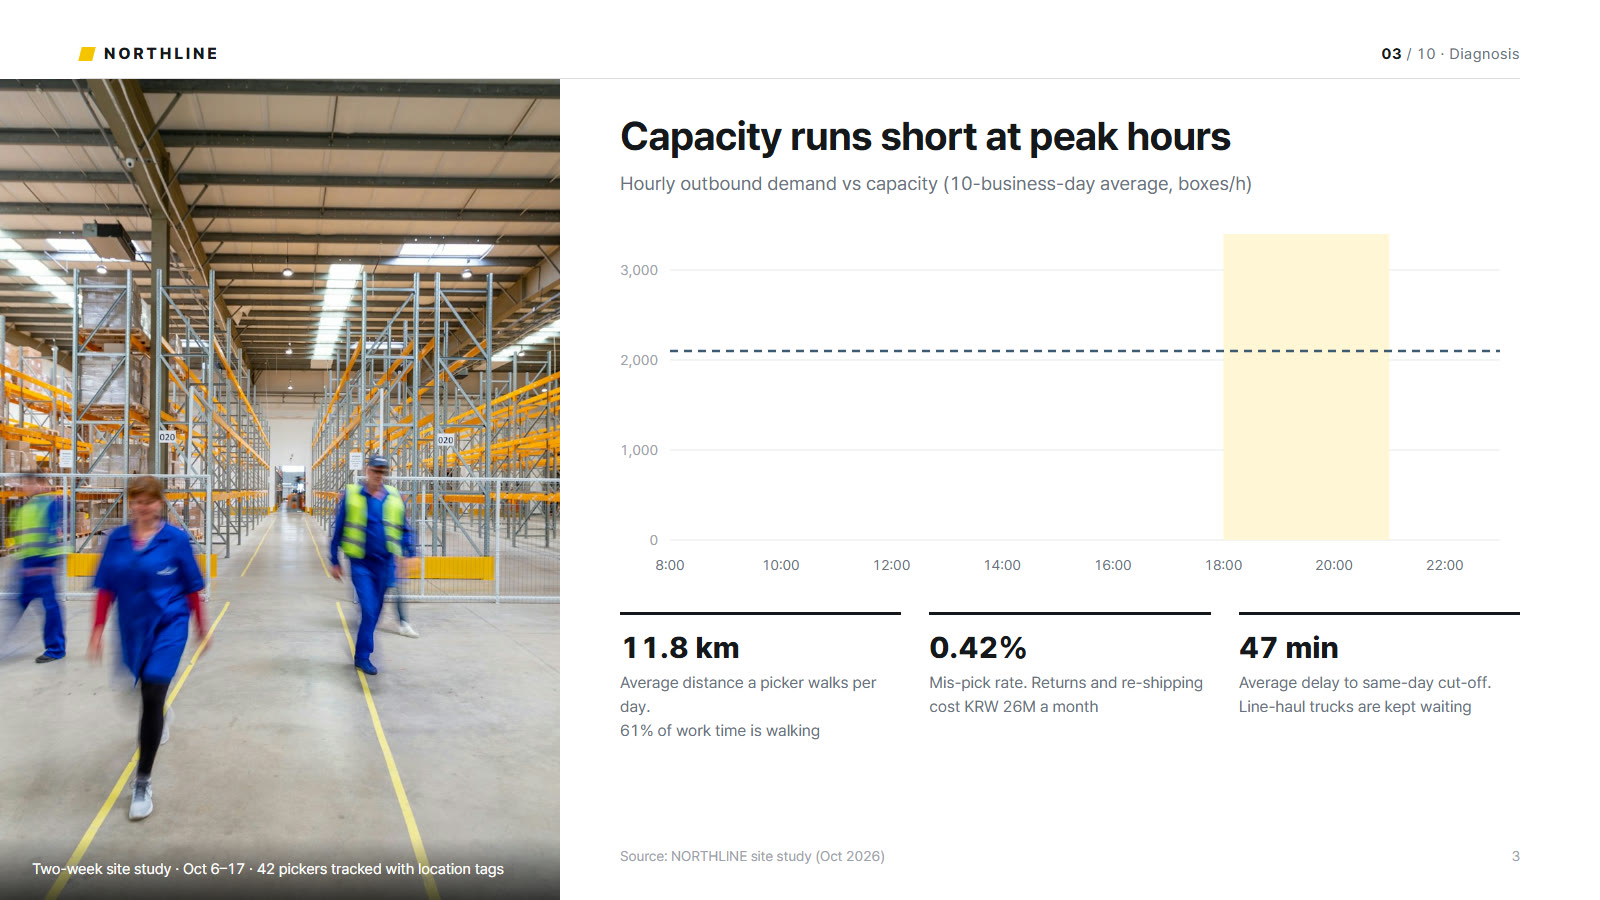 NORTHLINE
03 / 10 · Diagnosis
Capacity runs short at peak hours
Hourly outbound demand vs capacity (10-business-day average, boxes/h)
3,000
2,000
1,000
0
8:00 10:00 12:00 14:00 16:00 18:00 20:00 22:00
020
020
11.8 km
Average distance a picker walks per
day.
61% of work time is walking
0.42%
Mis-pick rate. Returns and re-shipping
cost KRW 26M a month
47 min
Average delay to same-day cut-off.
Line-haul trucks are kept waiting
Two-week site study · Oct 6–17 · 42 pickers tracked with location tags
Source: NORTHLINE site study (Oct 2026)
3